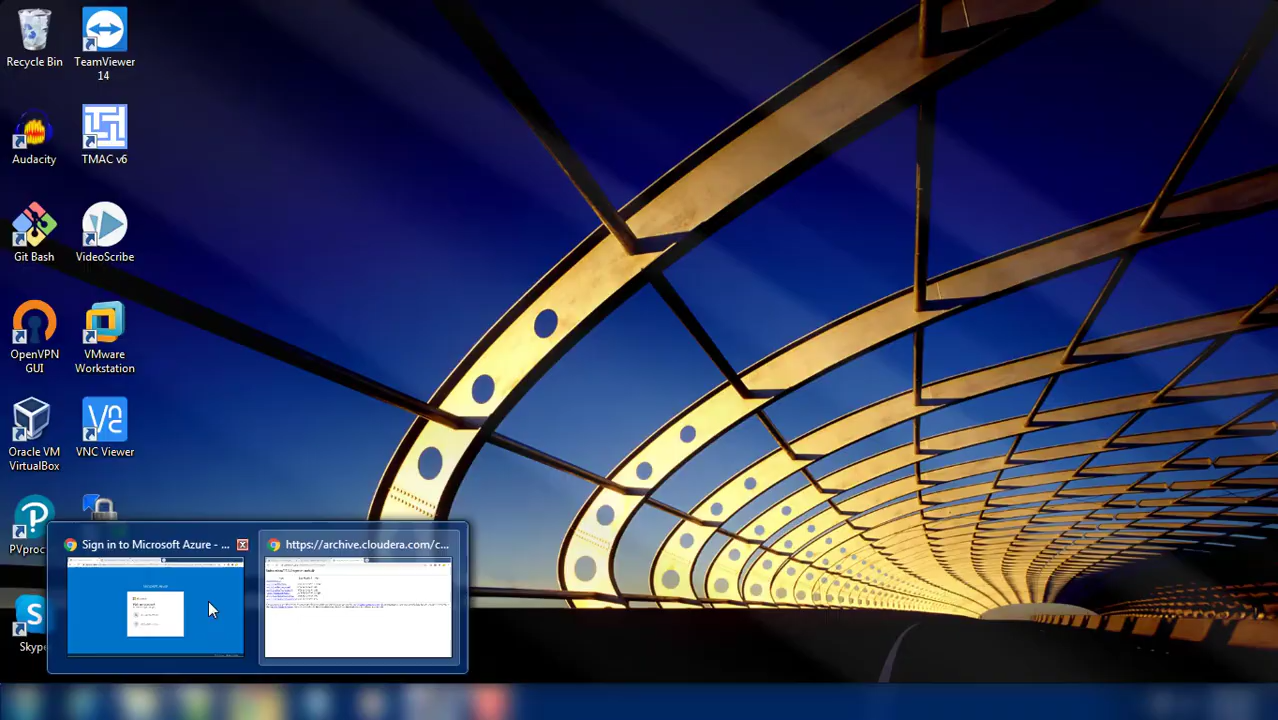 Recycle Bin
TeamViewer
14
Audacity
TMAC v6
Git Bash
VideoScribe
OpenVPN
GUI
VMware
Workstation
Oracle VM
VirtualBox
VNC Viewer
PVproc
Skype
Sign in to Microsoft Azure - ...
https://archive.cloudera.com/c...